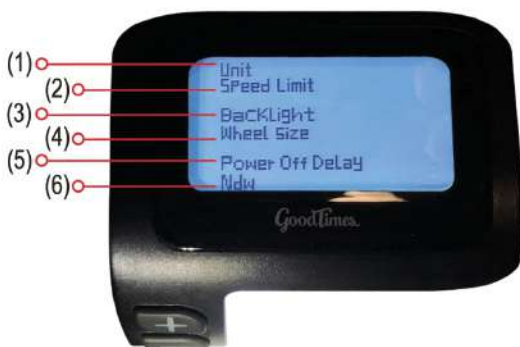 (1) Unit
(2) Speed Limit
(3) BacKLight
(4) Wheel Size
(5) Power Off DeLay
(6) Ndw
GoodTimes.
+